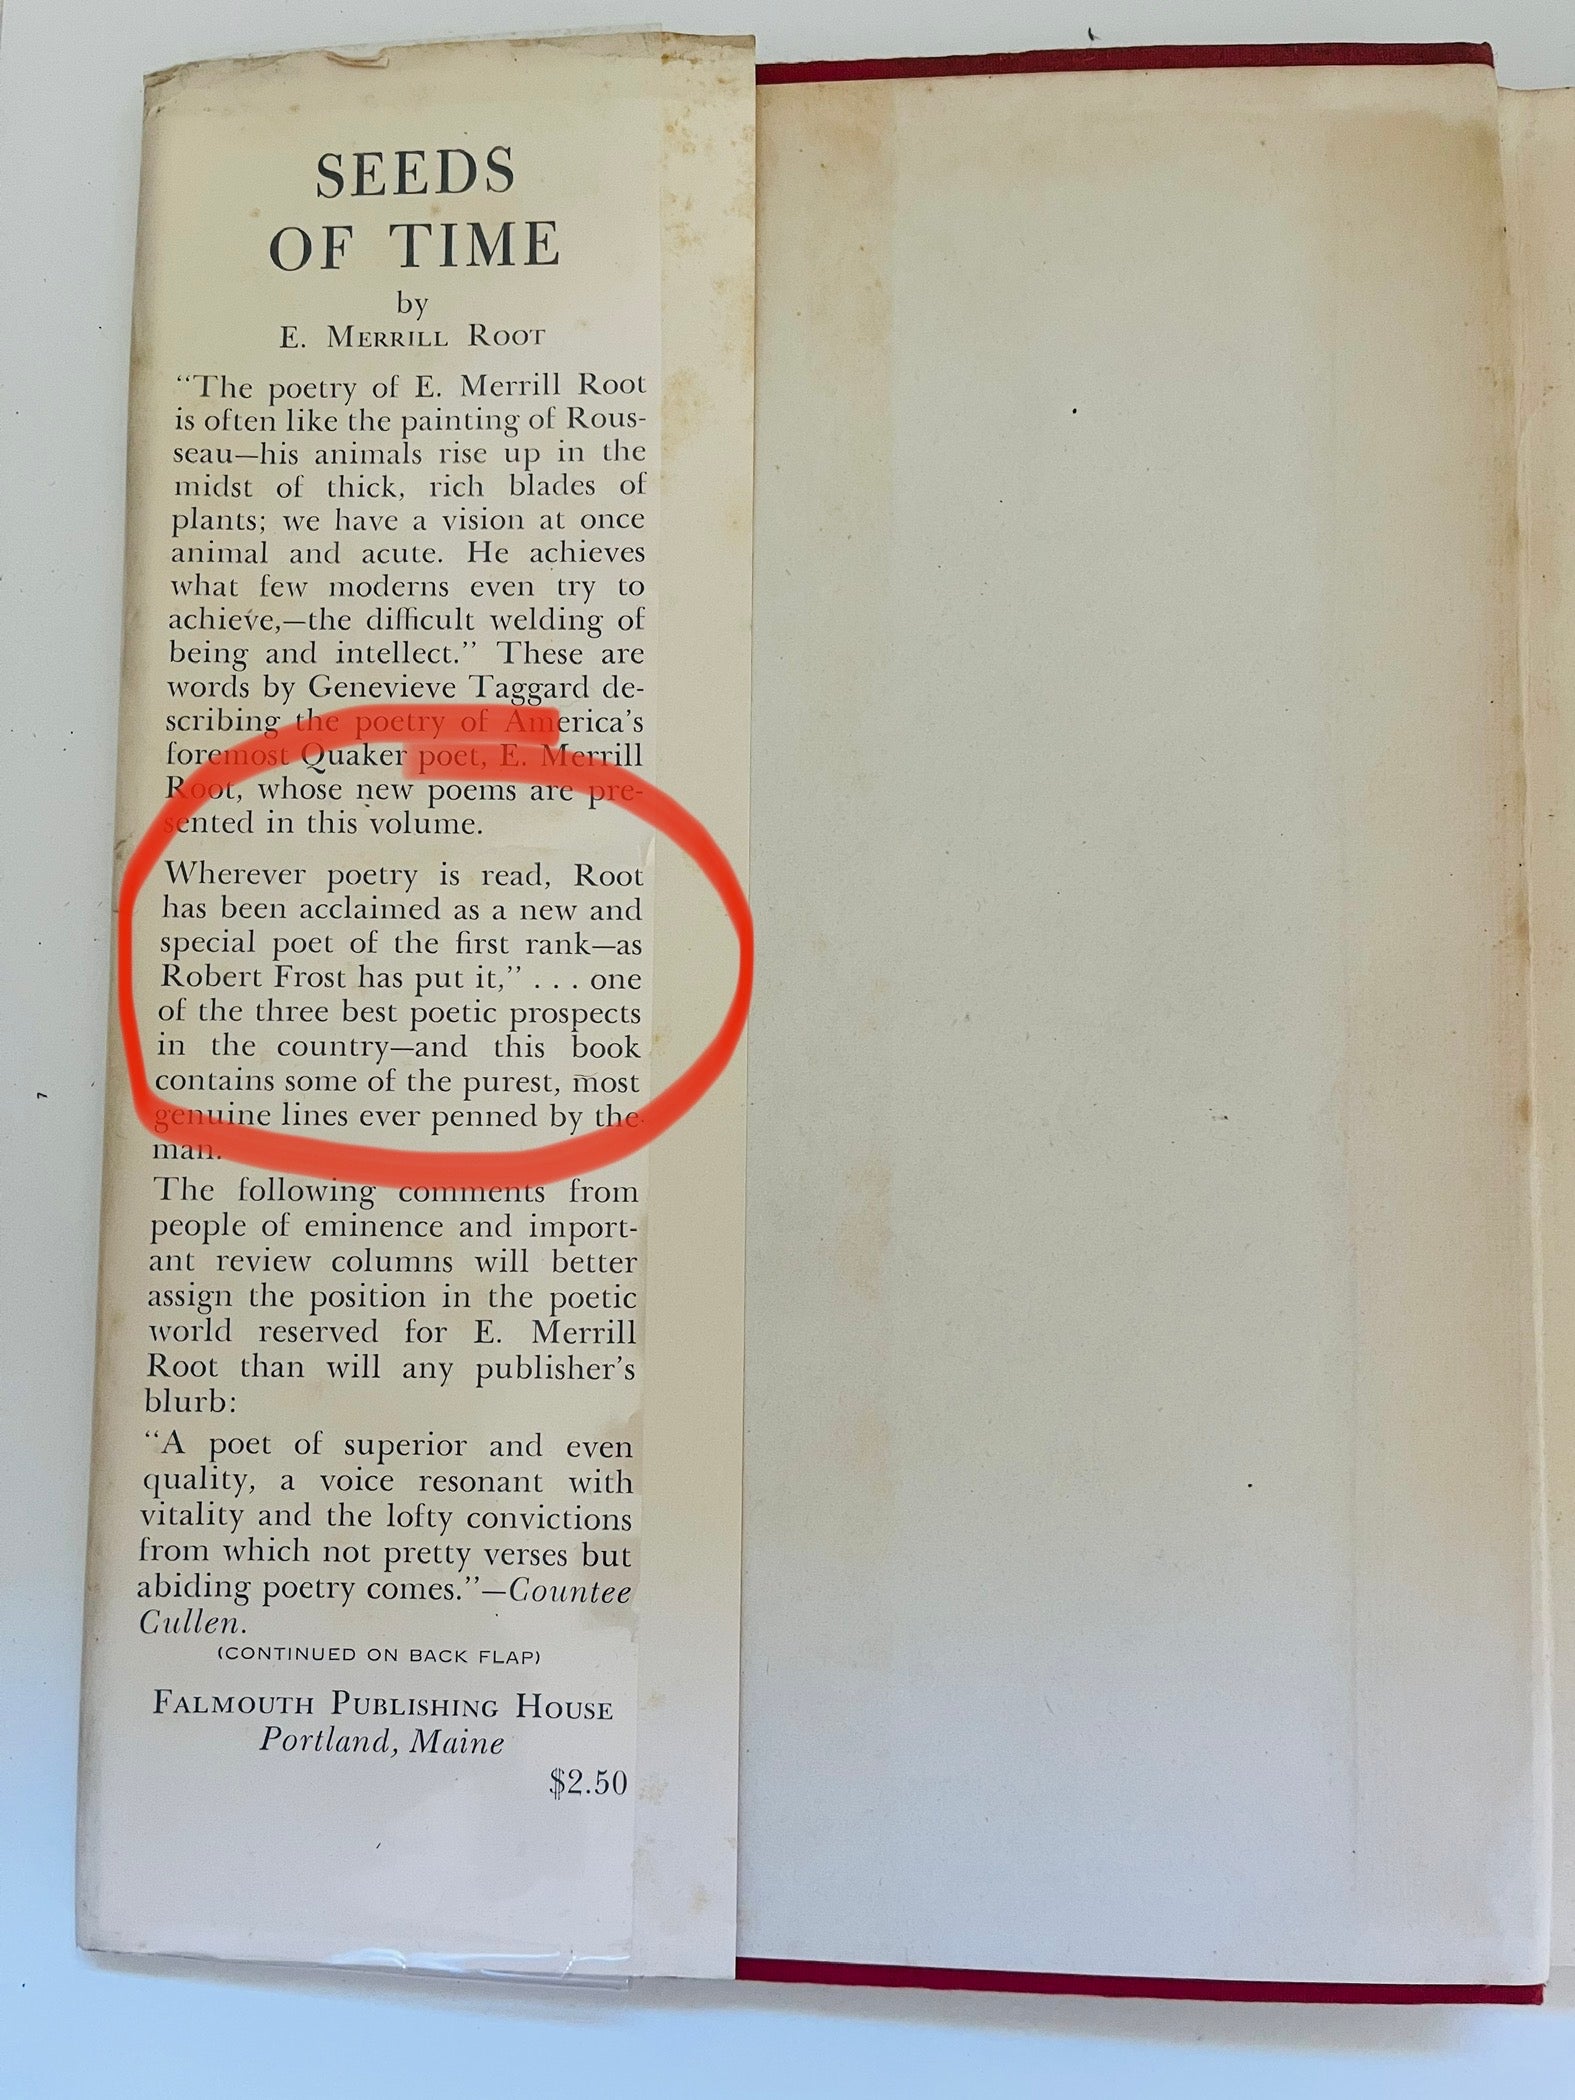 SEEDS
OF TIME
by
E. MERRILL ROOT
“The poetry of E. Merrill Root
is often like the painting of Rous-
seau—his animals rise up in the
midst of thick, rich blades of
plants; we have a vision at once
animal and acute. He achieves
what few moderns even try to
achieve,—the difficult welding of
being and intellect.” These are
words by Genevieve Taggard de-
scribing the poetry of America’s
foremost Quaker poet, E. Merrill
Root, whose new poems are pre-
sented in this volume.
Wherever poetry is read, Root
has been acclaimed as a new and
special poet of the first rank—as
Robert Frost has put it,” . . . one
of the three best poetic prospects
in the country—and this book
contains some of the purest, most
genuine lines ever penned by the
man.
The following comments from
people of eminence and import-
ant review columns will better
assign the position in the poetic
world reserved for E. Merrill
Root than will any publisher’s
blurb:
“A poet of superior and even
quality, a voice resonant with
vitality and the lofty convictions
from which not pretty verses but
abiding poetry comes.”—Countee
Cullen.
(CONTINUED ON BACK FLAP)
FALMOUTH PUBLISHING HOUSE
Portland, Maine
$2.50